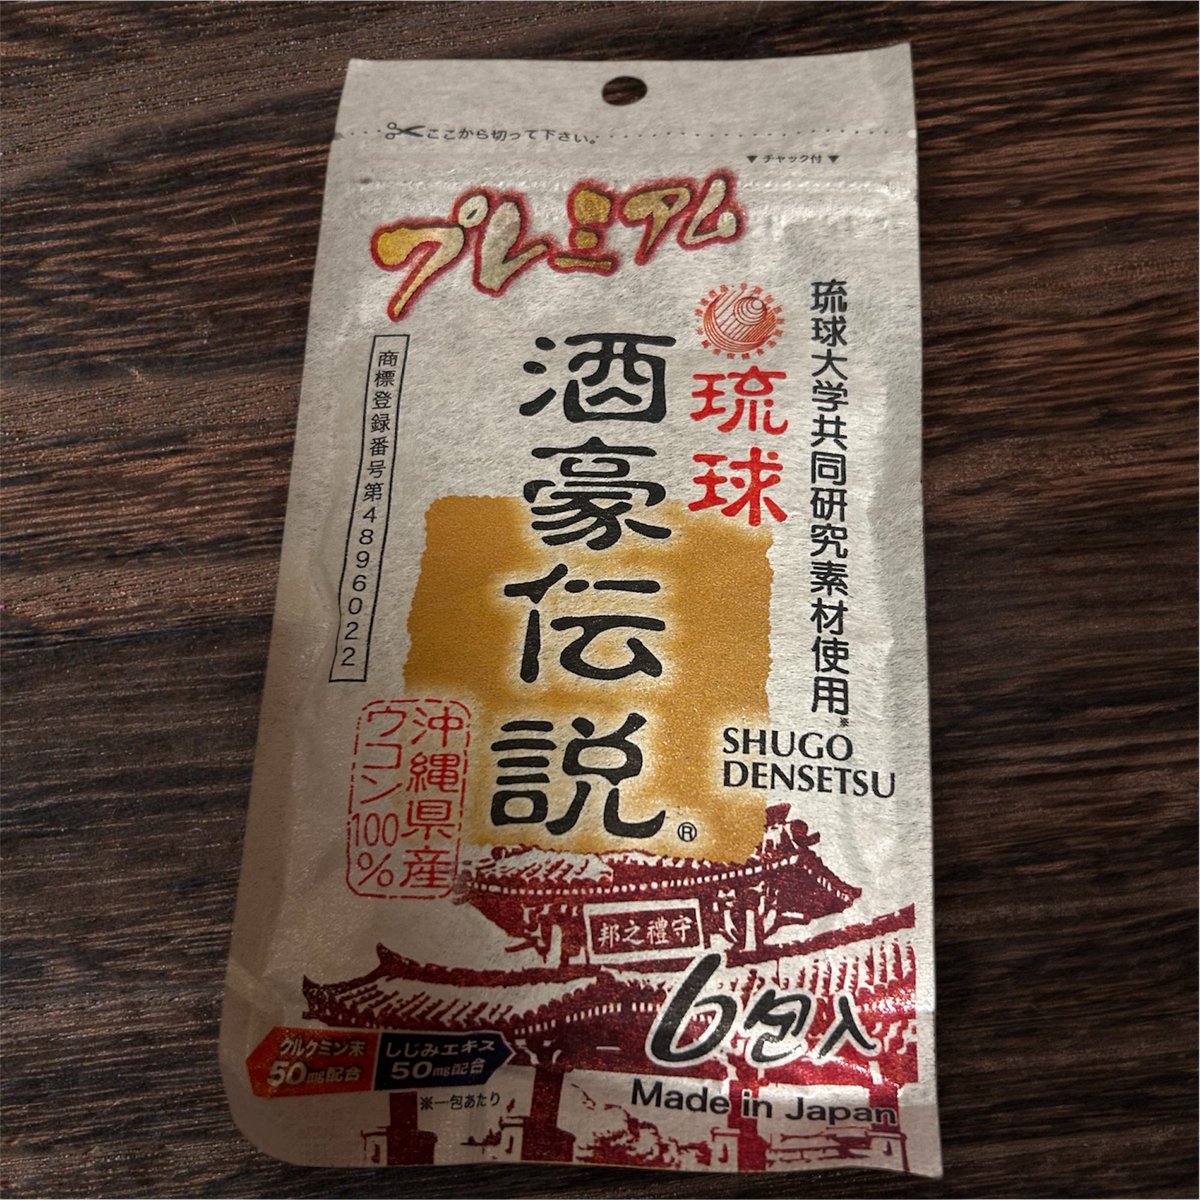 ここから切って下さい。
▼チャック付▼
プレミアム
琉球大学共同研究素材使用※
琉球
酒豪伝説®
SHUGO
DENSETSU
商標登録番号第4896022
沖縄県産
ウコン100%
守禮之邦
6包入
クルクミン末
50mg配合
しじみエキス
50mg配合
※一包あたり
Made in Japan